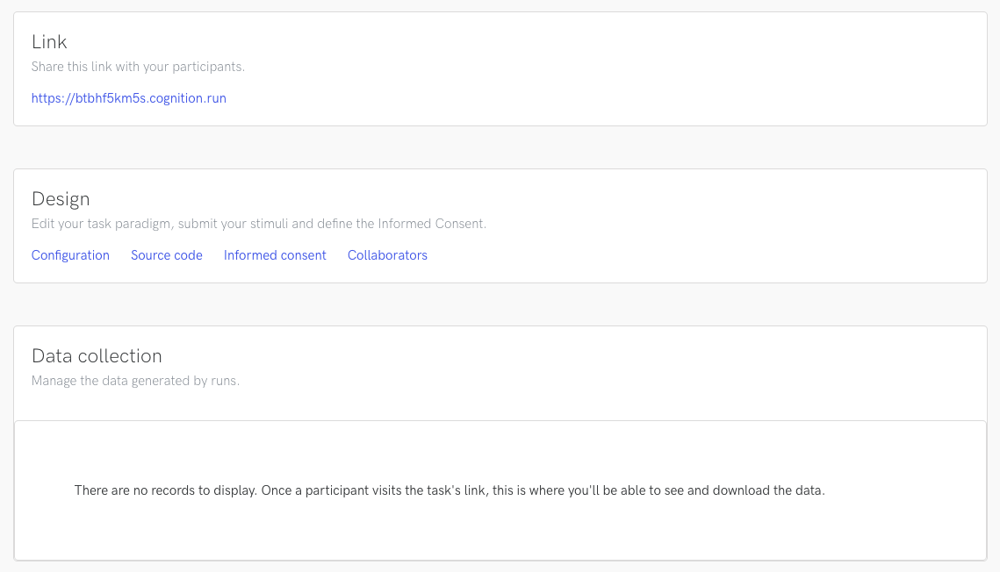 Link
Share this link with your participants.
https://btbhf5km5s.cognition.run
Design
Edit your task paradigm, submit your stimuli and define the Informed Consent.
Configuration Source code Informed consent Collaborators
Data collection
Manage the data generated by runs.
There are no records to display. Once a participant visits the task's link, this is where you'll be able to see and download the data.